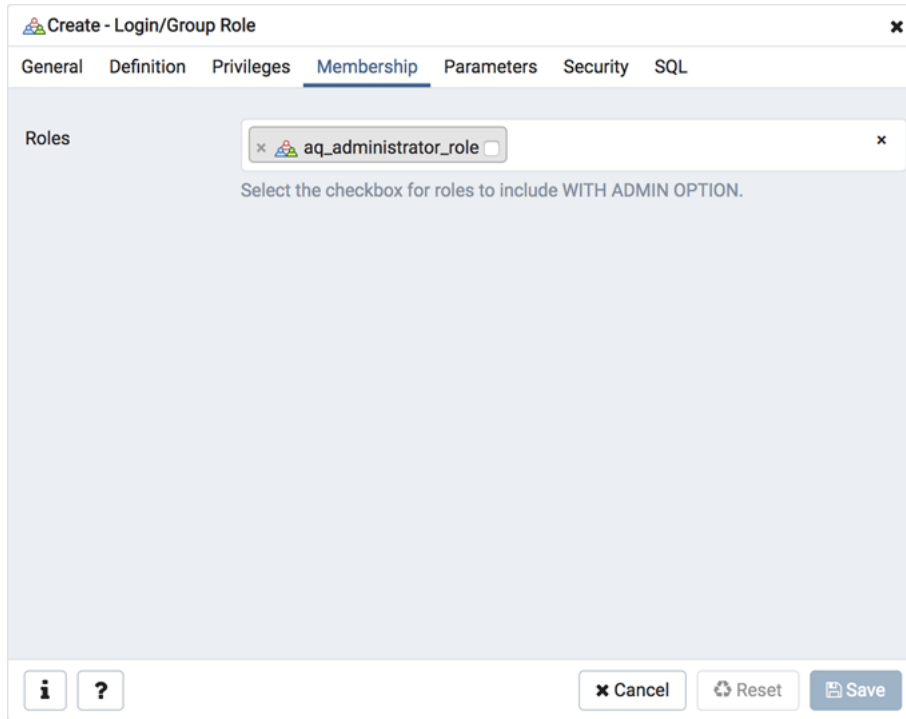 Create - Login/Group Role
General Definition Privileges Membership Parameters Security SQL
Roles
× aq_administrator_role
Select the checkbox for roles to include WITH ADMIN OPTION.
i ? Cancel Reset Save